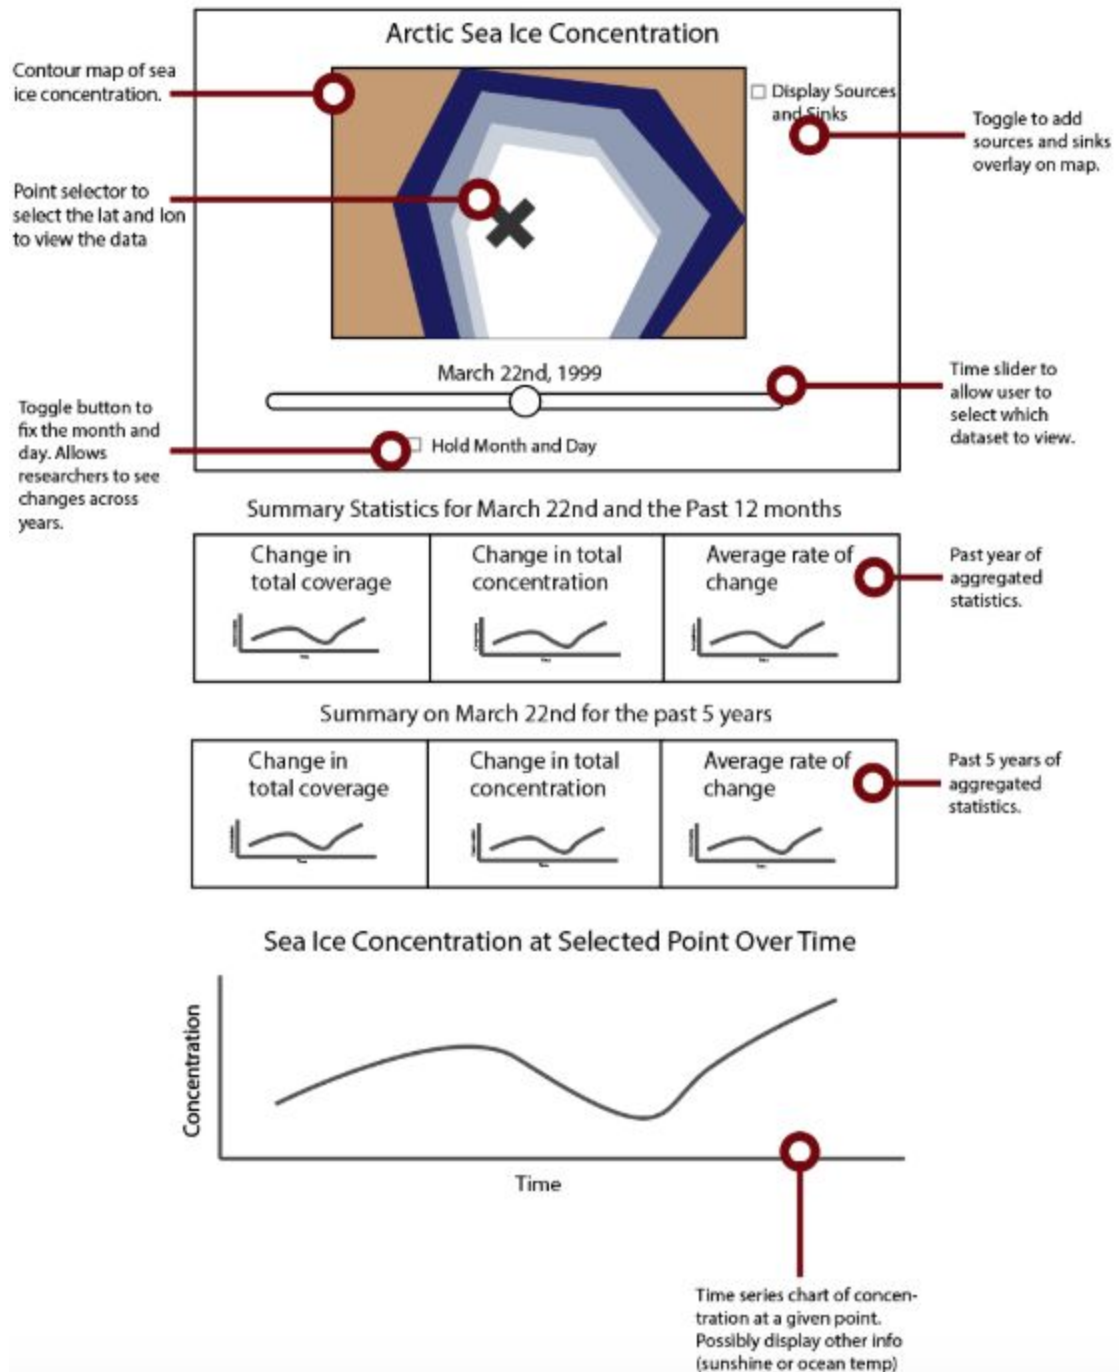 Arctic Sea Ice Concentration
Contour map of sea
ice concentration.
Display Sources
and Sinks
Toggle to add
sources and sinks
overlay on map.
Point selector to
select the lat and lon
to view the data
March 22nd, 1999
Time slider to
allow user to
select which
dataset to view.
Toggle button to
fix the month and
day. Allows
researchers to see
changes across
years.
Hold Month and Day
Summary Statistics for March 22nd and the Past 12 months
Change in
total coverage
Change in total
concentration
Average rate of
change
Past year of
aggregated
statistics.
Summary on March 22nd for the past 5 years
Change in
total coverage
Change in total
concentration
Average rate of
change
Past 5 years of
aggregated
statistics.
Sea Ice Concentration at Selected Point Over Time
Concentration
Time
Time series chart of concen-
tration at a given point.
Possibly display other info
(sunshine or ocean temp)